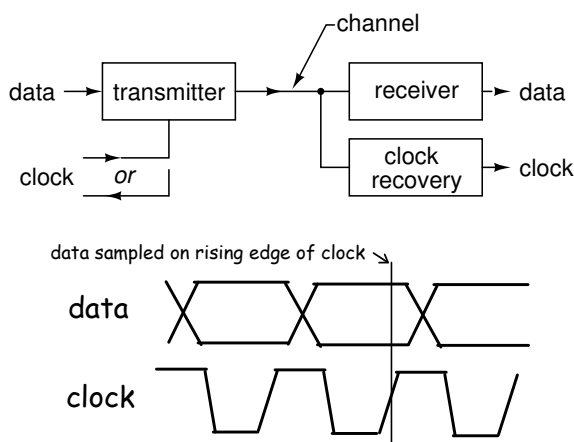 channel
data
transmitter
receiver
data
clock
or
clock
recovery
clock
data sampled on rising edge of clock
data
clock